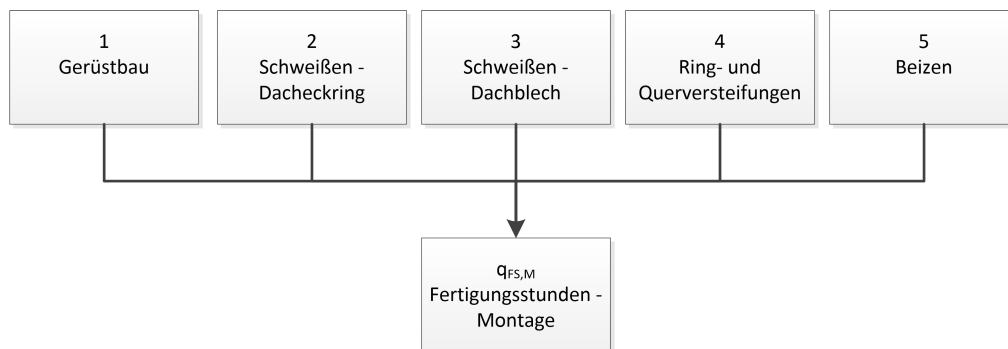 1
Gerüstbau
2
Schweißen -
Dacheckring
3
Schweißen -
Dachblech
4
Ring- und
Querversteifungen
5
Beizen
qFS,M
Fertigungsstunden -
Montage